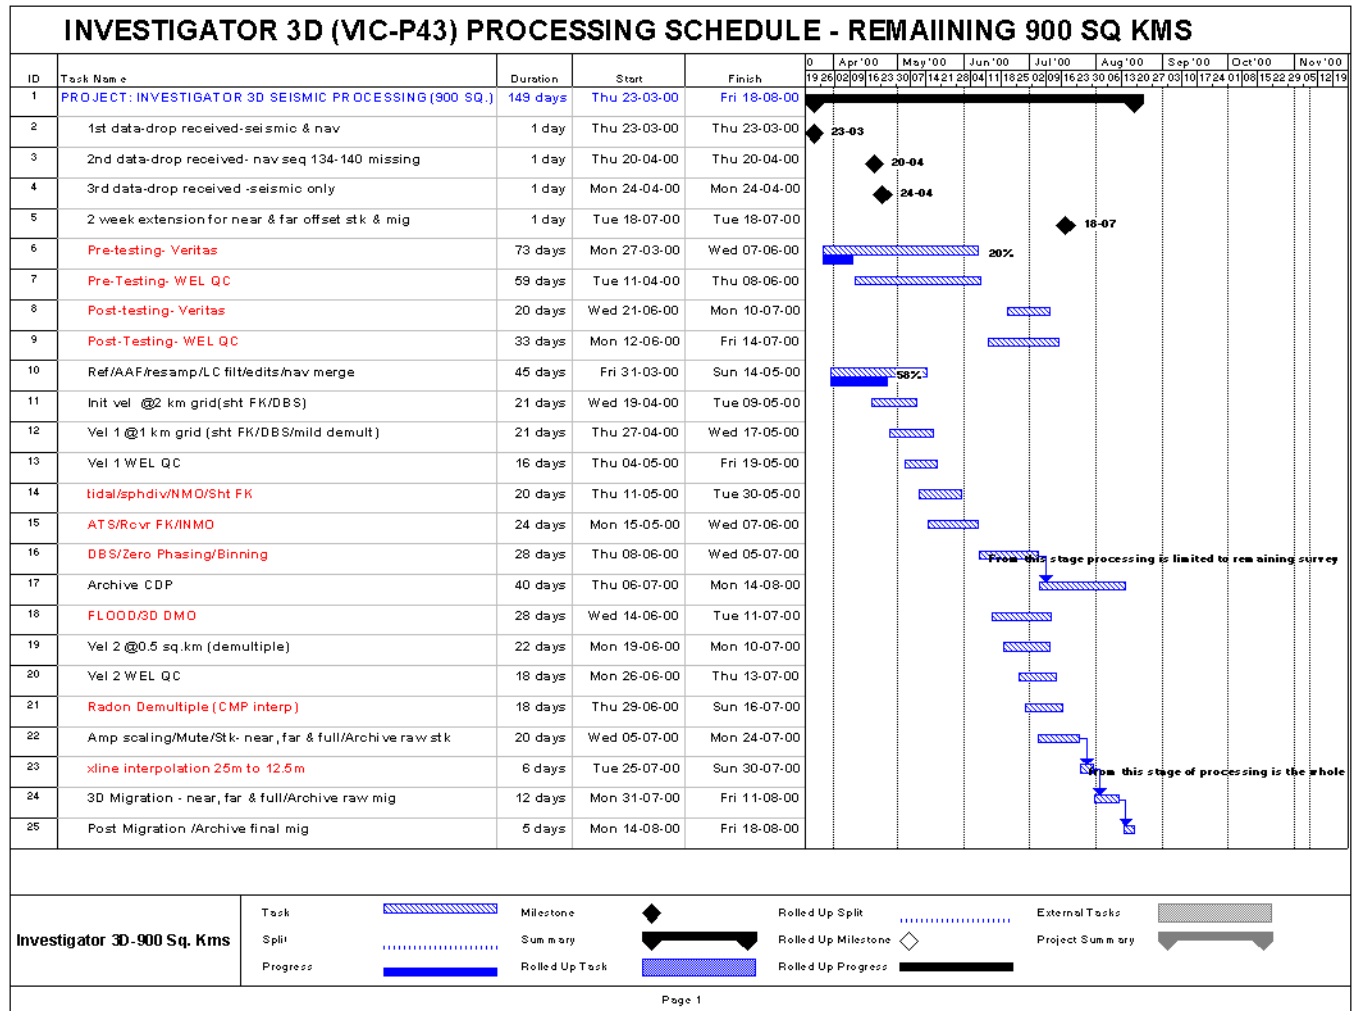 INVESTIGATOR 3D (VIC-P43) PROCESSING SCHEDULE - REMAIINING 900 SQ KMS
ID Task Name Duration Start Finish
0 Apr '00 May '00 Jun '00 Jul '00 Aug '00 Sep '00 Oct '00 Nov '00
19 26 02 09 16 23 30 07 14 21 28 04 11 18 25 02 09 16 23 30 06 13 20 27 03 10 17 24 01 08 15 22 29 05 12 19
1 PROJECT: INVESTIGATOR 3D SEISMIC PROCESSING (900 SQ.) 149 days Thu 23-03-00 Fri 18-08-00
2 1st data-drop received-seismic & nav 1 day Thu 23-03-00 Thu 23-03-00 23-03
3 2nd data-drop received- nav seq 134-140 missing 1 day Thu 20-04-00 Thu 20-04-00 20-04
4 3rd data-drop received -seismic only 1 day Mon 24-04-00 Mon 24-04-00 24-04
5 2 week extension for near & far offset stk & mig 1 day Tue 18-07-00 Tue 18-07-00 18-07
6 Pre-testing- Veritas 73 days Mon 27-03-00 Wed 07-06-00 20%
7 Pre-Testing- WEL QC 59 days Tue 11-04-00 Thu 08-06-00
8 Post-testing- Veritas 20 days Wed 21-06-00 Mon 10-07-00
9 Post-Testing- WEL QC 33 days Mon 12-06-00 Fri 14-07-00
10 Ref/AAF/resamp/LC filt/edits/nav merge 45 days Fri 31-03-00 Sun 14-05-00 58%
11 Init vel @2 km grid(sht FK/DBS) 21 days Wed 19-04-00 Tue 09-05-00
12 Vel 1 @1 km grid (sht FK/DBS/mild demult) 21 days Thu 27-04-00 Wed 17-05-00
13 Vel 1 WEL QC 16 days Thu 04-05-00 Fri 19-05-00
14 tidal/sphdiv/NMO/Sht FK 20 days Thu 11-05-00 Tue 30-05-00
15 ATS/Rcvr FK/INMO 24 days Mon 15-05-00 Wed 07-06-00
16 DBS/Zero Phasing/Binning 28 days Thu 08-06-00 Wed 05-07-00 From this stage processing is limited to remaining survey
17 Archive CDP 40 days Thu 06-07-00 Mon 14-08-00
18 FLOOD/3D DMO 28 days Wed 14-06-00 Tue 11-07-00
19 Vel 2 @0.5 sq.km (demultiple) 22 days Mon 19-06-00 Mon 10-07-00
20 Vel 2 WEL QC 18 days Mon 26-06-00 Thu 13-07-00
21 Radon Demultiple (CMP interp) 18 days Thu 29-06-00 Sun 16-07-00
22 Amp scaling/Mute/Stk- near, far & full/Archive raw stk 20 days Wed 05-07-00 Mon 24-07-00
23 xline interpolation 25m to 12.5m 6 days Tue 25-07-00 Sun 30-07-00 From this stage of processing is the whole
24 3D Migration - near, far & full/Archive raw mig 12 days Mon 31-07-00 Fri 11-08-00
25 Post Migration /Archive final mig 5 days Mon 14-08-00 Fri 18-08-00
Investigator 3D-900 Sq. Kms
Task Milestone Rolled Up Split External Tasks
Split Summary Rolled Up Milestone Project Summary
Progress Rolled Up Task Rolled Up Progress
Page 1